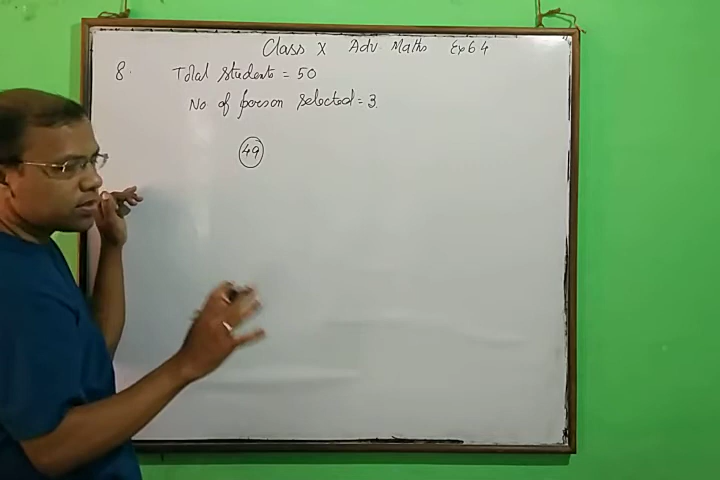 Class X Adv. Maths Ex 6.4
8. Total students = 50
No of person selected = 3.
49